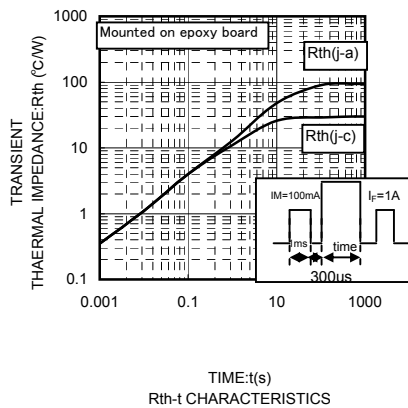 1000
Mounted on epoxy board
Rth(j-a)
100
Rth(j-c)
10
IM=100mA
IF=1A
1
1ms
time
300us
0.1
0.001
0.1
10
1000
TRANSIENT
THAERMAL IMPEDANCE:Rth (℃/W)
TIME:t(s)
Rth-t CHARACTERISTICS